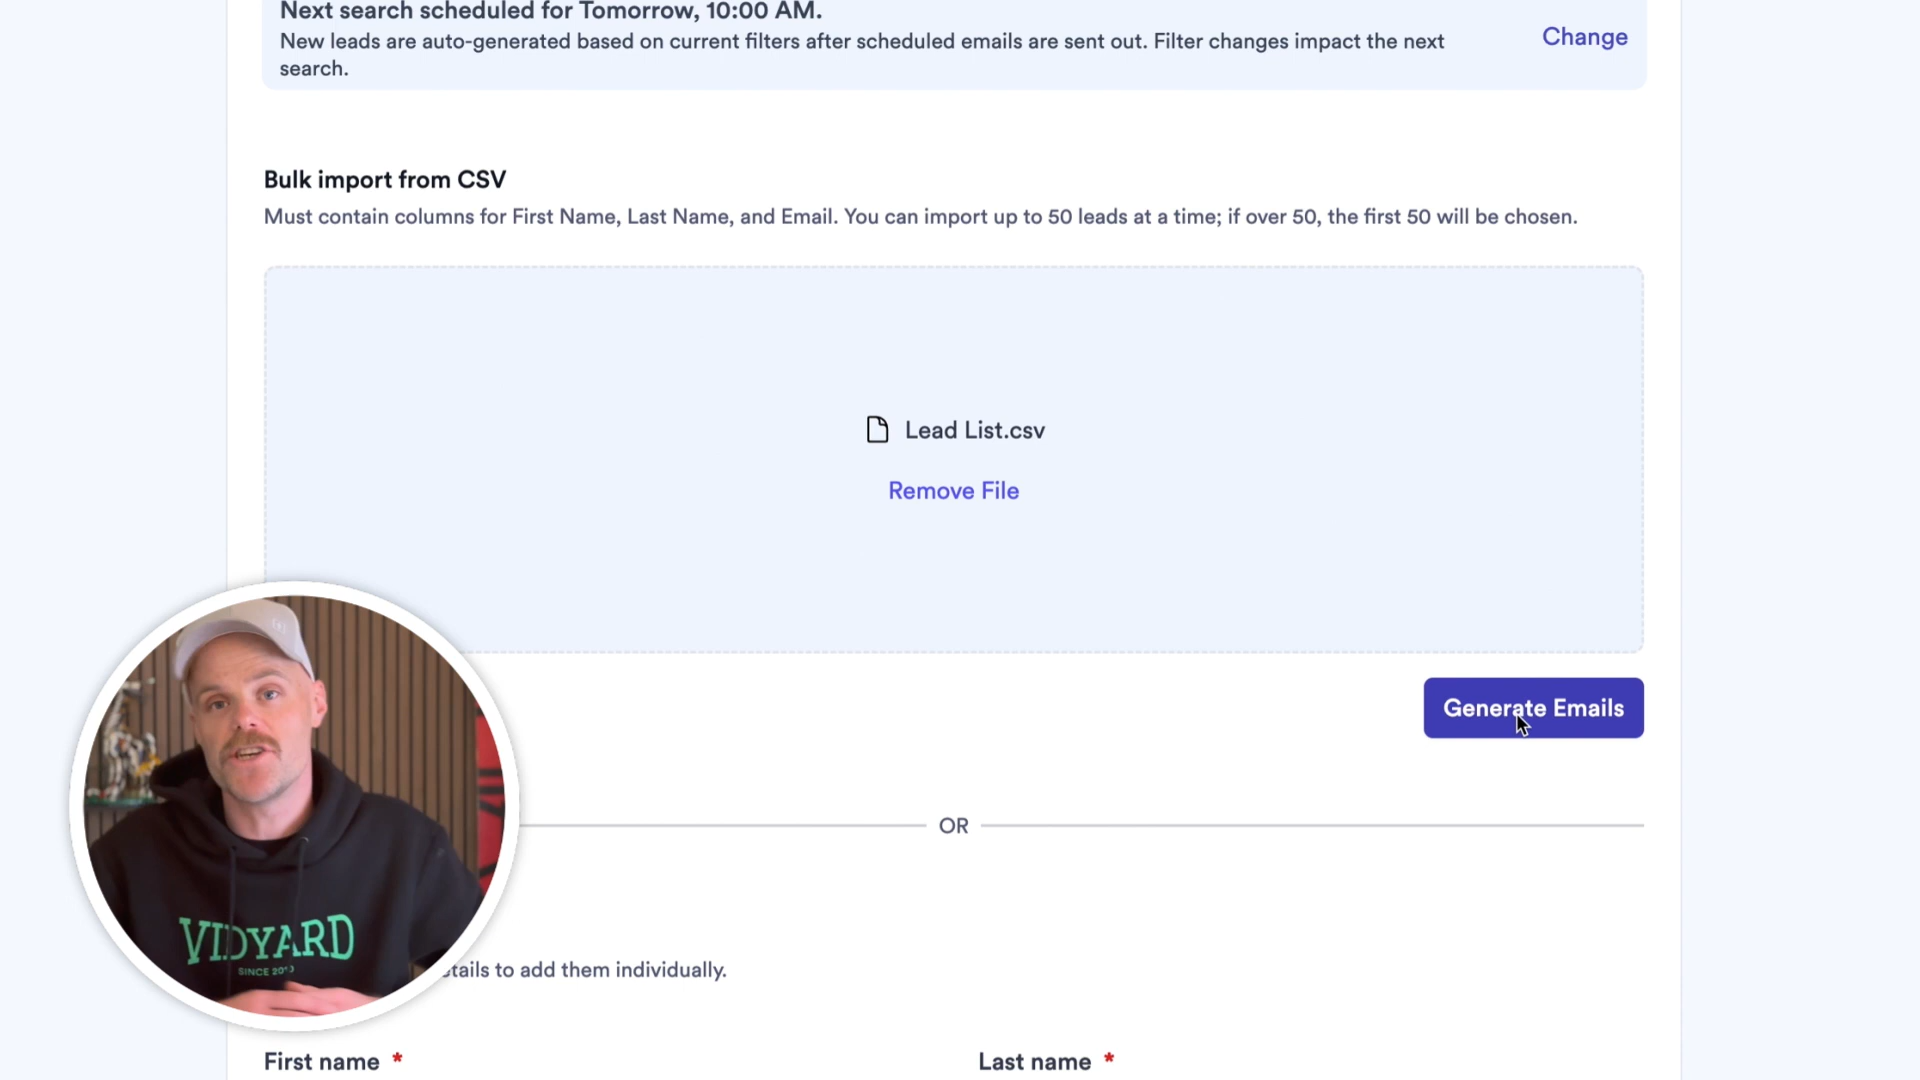 Next search scheduled for Tomorrow, 10:00 AM.
New leads are auto-generated based on current filters after scheduled emails are sent out. Filter changes impact the next
search.
Change
Bulk import from CSV
Must contain columns for First Name, Last Name, and Email. You can import up to 50 leads at a time; if over 50, the first 50 will be chosen.
Lead List.csv
Remove File
Generate Emails
OR
VIDYARD
SINCE
to add them individually.
First name *
Last name *